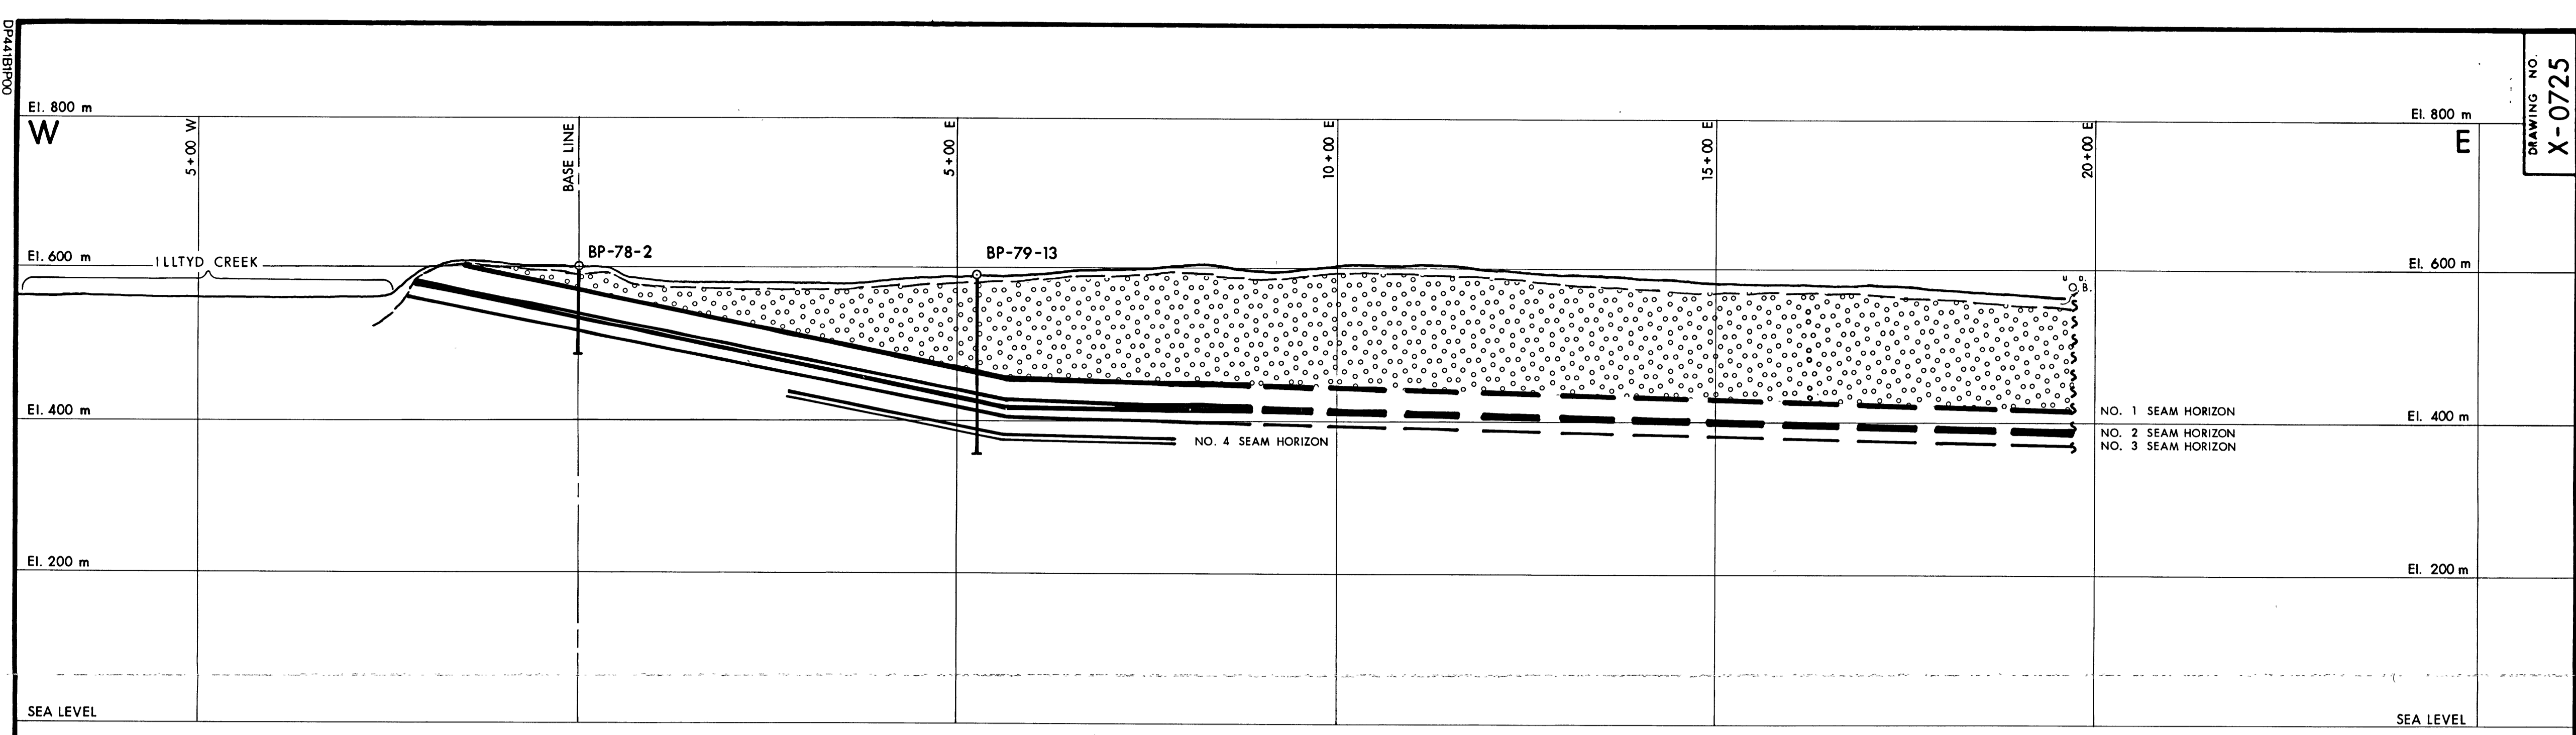 DP441B1P00
DRAWING NO.
X-0725
El. 800 m
El. 800 m
W
E
5+00 W
BASE LINE
5+00 E
10+00 E
15+00 E
20+00 E
BP-78-2
BP-79-13
El. 600 m
ILLTYD CREEK
El. 600 m
U D
O.B.
El. 400 m
El. 400 m
NO. 1 SEAM HORIZON
NO. 2 SEAM HORIZON
NO. 3 SEAM HORIZON
NO. 4 SEAM HORIZON
El. 200 m
El. 200 m
SEA LEVEL
SEA LEVEL